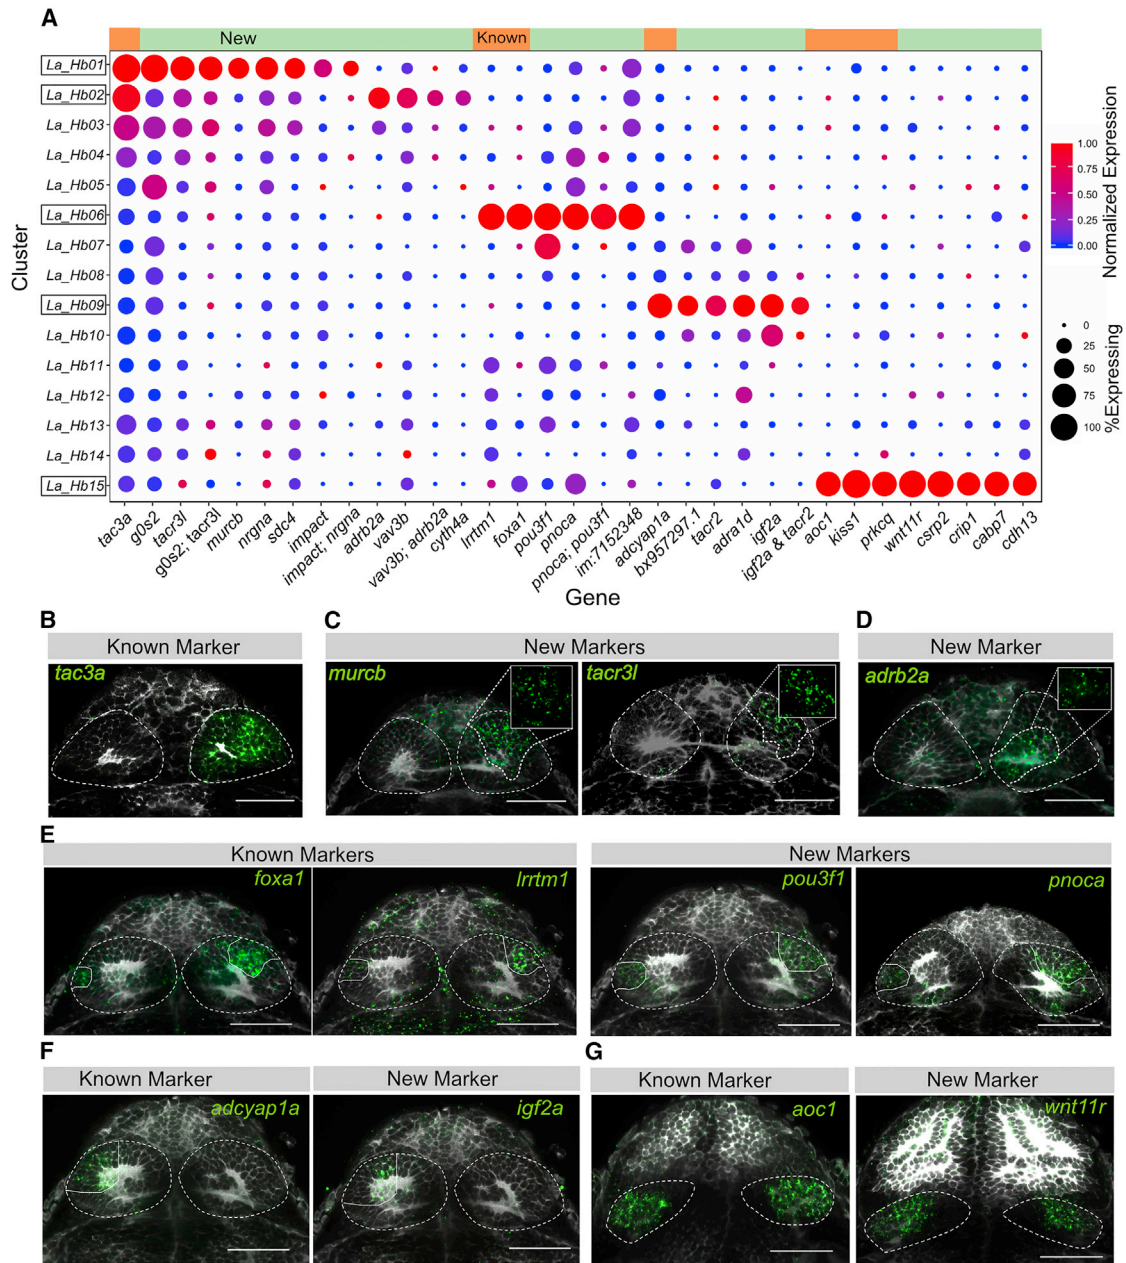 A
New
Known
La_Hb01
La_Hb02
La_Hb03
La_Hb04
La_Hb05
La_Hb06
La_Hb07
La_Hb08
La_Hb09
La_Hb10
La_Hb11
La_Hb12
La_Hb13
La_Hb14
La_Hb15
Cluster
tac3a
g0s2
tacr3l
g0s2; tacr3l
murcb
nrgna
sdc4
impact
impact; nrgna
adrb2a
vav3b
vav3b; adrb2a
cyth4a
lrrtm1
foxa1
pou3f1
pnoca
pnoca; pou3f1
im:7152348
adcyap1a
bx957297.1
tacr2
adra1d
igf2a
igf2a & tacr2
aoc1
kiss1
prkcq
wnt11r
csrp2
crip1
cabp7
cdh13
Gene
1.00
0.75
0.50
0.25
0.00
Normalized Expression
0
25
50
75
100
%Expressing
B
Known Marker
tac3a
C
New Markers
murcb
tacr3l
D
New Marker
adrb2a
E
Known Markers
foxa1
lrrtm1
New Markers
pou3f1
pnoca
F
Known Marker
adcyap1a
New Marker
igf2a
G
Known Marker
aoc1
New Marker
wnt11r